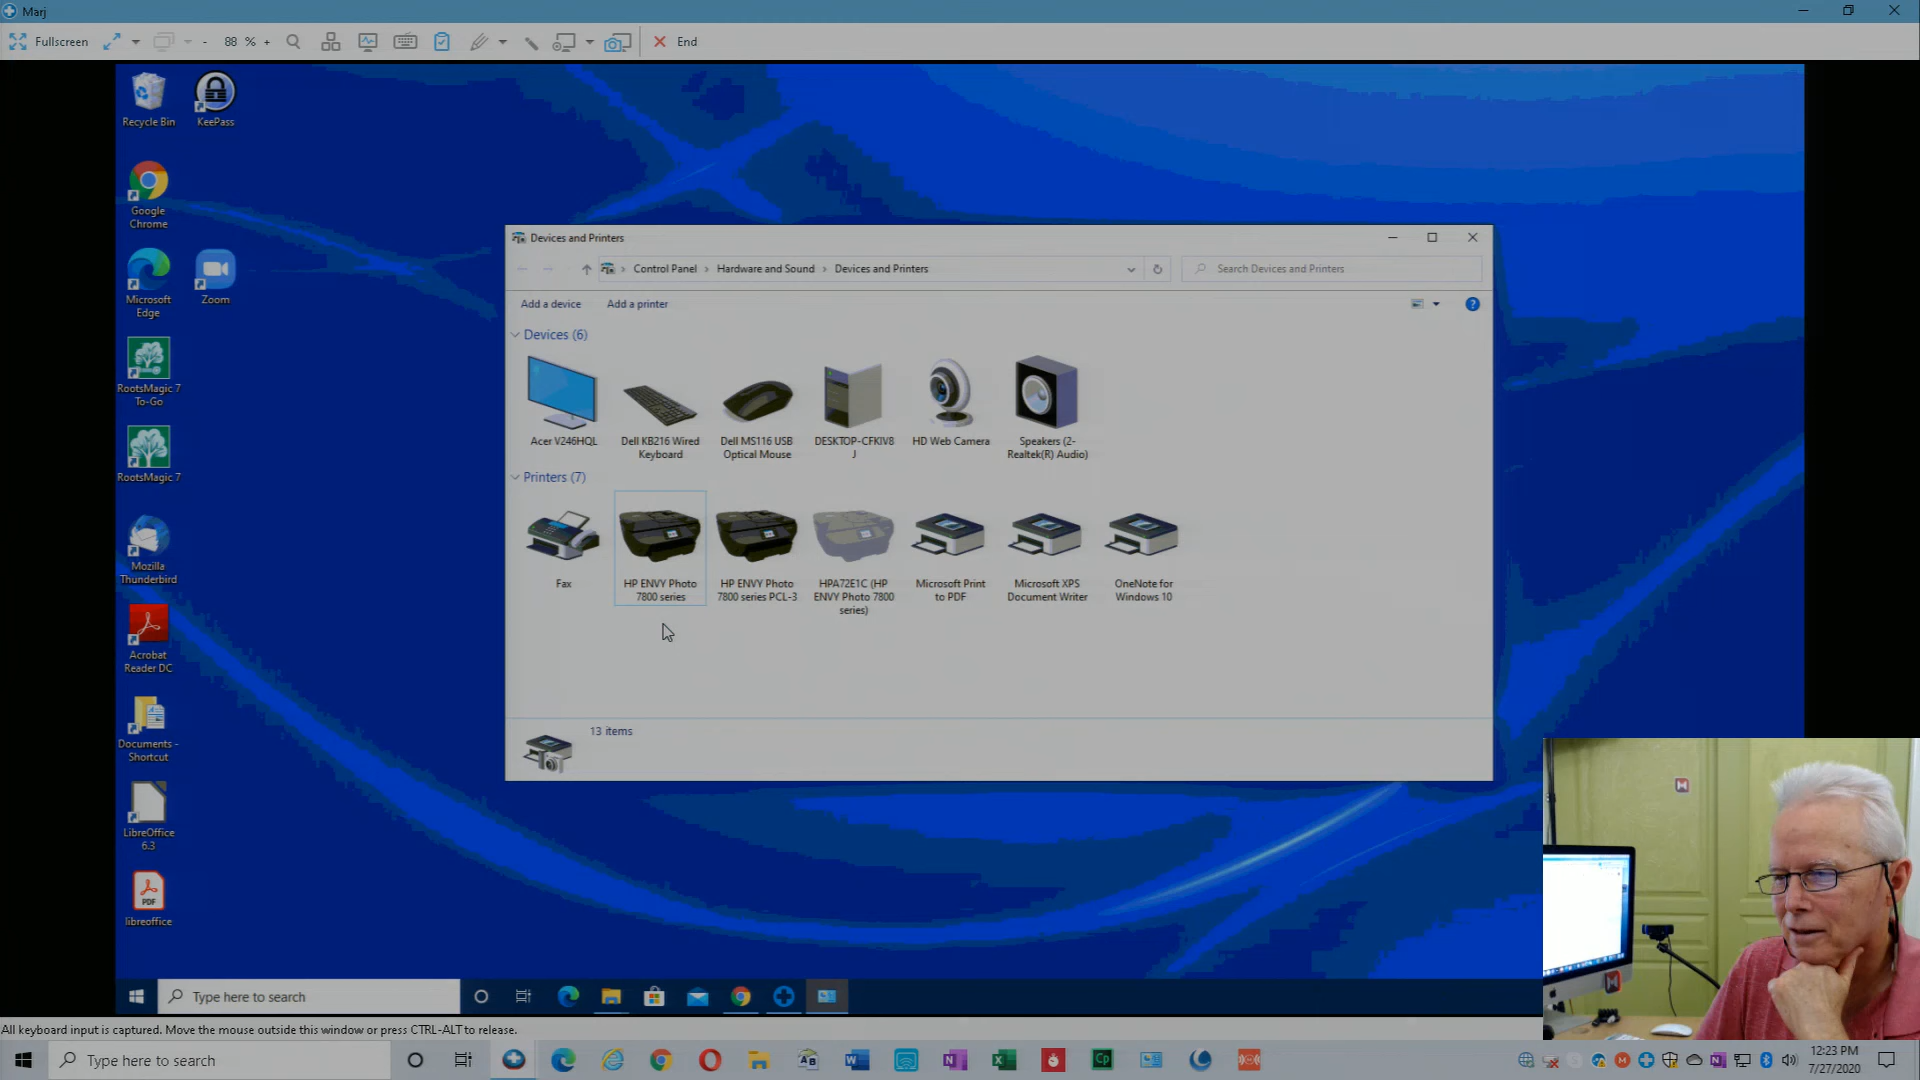 Marj
Fullscreen
- 88 % +
End
Recycle Bin
KeePass
Google
Chrome
Microsoft
Edge
Zoom
RootsMagic 7
To-Go
RootsMagic 7
Mozilla
Thunderbird
Acrobat
Reader DC
Documents -
Shortcut
LibreOffice
6.3
PDF
libreoffice
Devices and Printers
Control Panel > Hardware and Sound > Devices and Printers
Search Devices and Printers
Add a device
Add a printer
?
Devices (6)
Acer V246HQL
Dell KB216 Wired
Keyboard
Dell MS116 USB
Optical Mouse
DESKTOP-CFKIV8
J
HD Web Camera
Speakers (2-
Realtek(R) Audio)
Printers (7)
Fax
HP ENVY Photo
7800 series
HP ENVY Photo
7800 series PCL-3
HPA72E1C (HP
ENVY Photo 7800
series)
Microsoft Print
to PDF
Microsoft XPS
Document Writer
OneNote for
Windows 10
13 items
Type here to search
All keyboard input is captured. Move the mouse outside this window or press CTRL-ALT to release.
Type here to search
Cp
12:23 PM
7/27/2020